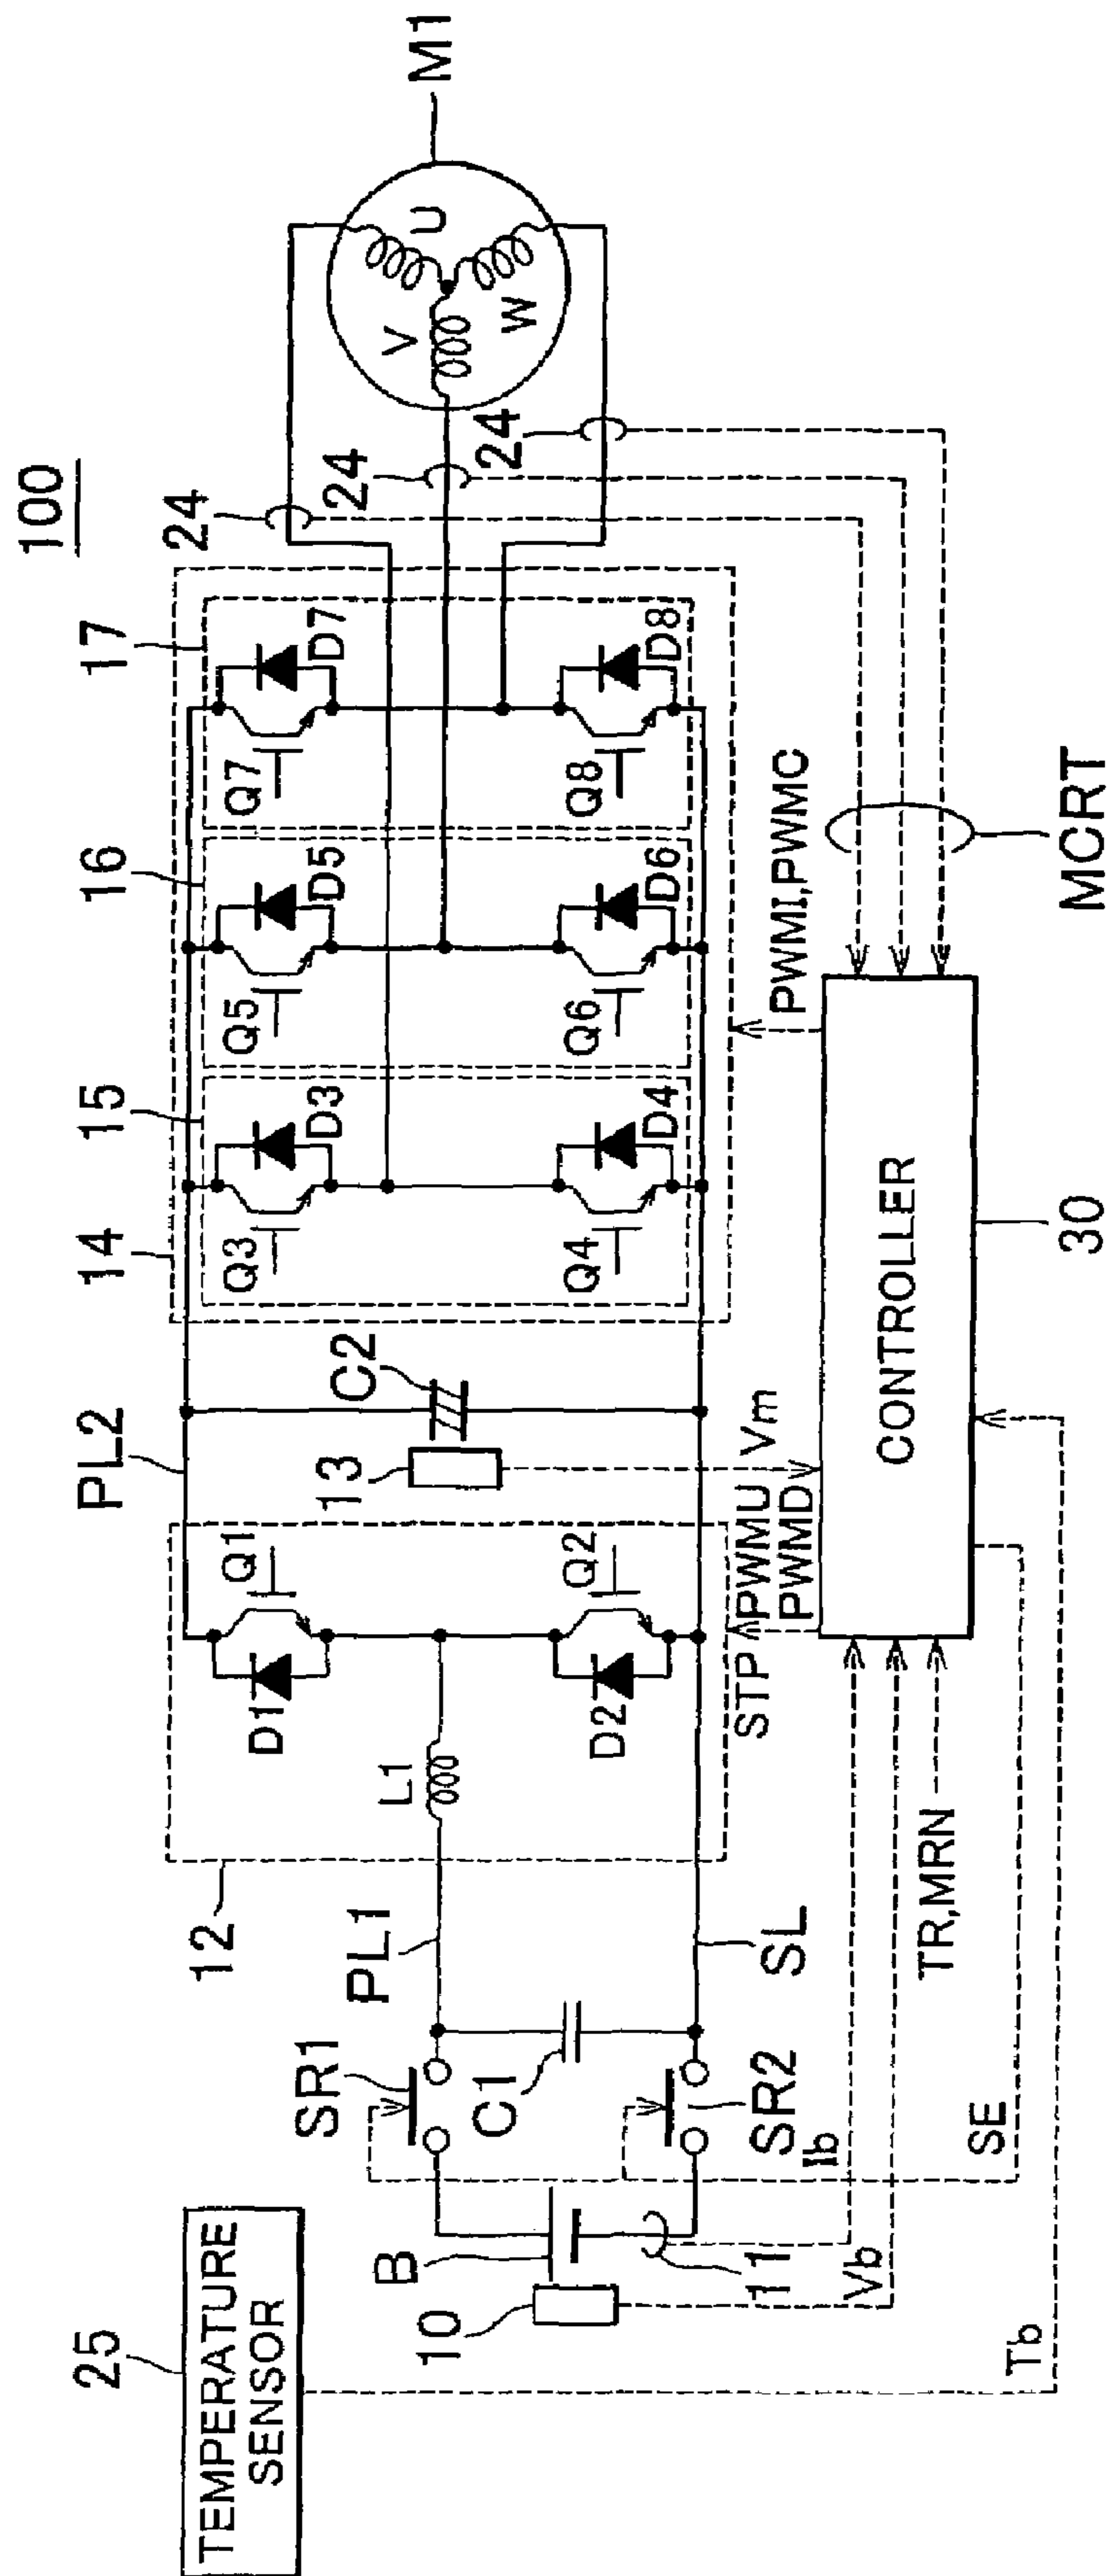 100
25
TEMPERATURE
SENSOR
10
B
11
SR1
SR2
C1
PL1
SL
12
L1
D1
Q1
D2
Q2
PL2
13
C2
14
15
16
17
Q3
D3
Q4
D4
Q5
D5
Q6
D6
Q7
D7
Q8
D8
24
24
24
U
V
W
M1
Ib
Vb
Tb
SE
TR,MRN
STP
PWMU
PWMD
Vm
PWMI,PWMC
MCRT
CONTROLLER
30